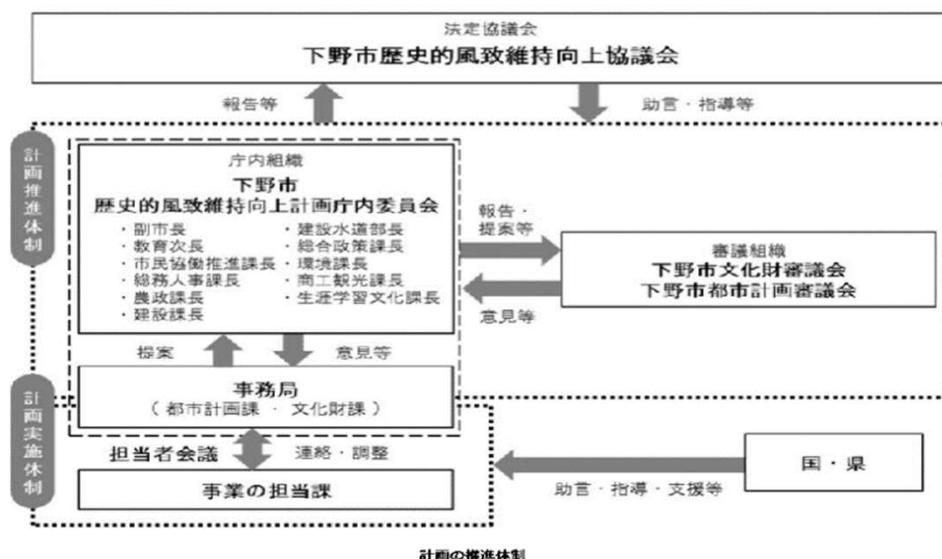 法定協議会
下野市歴史的風致維持向上協議会
報告等
助言・指導等
計画推進体制
庁内組織
下野市
歴史的風致維持向上計画庁内委員会
・副市長
・建設水道部長
・教育次長
・総合政策課長
・市民協働推進課長
・環境課長
・総務人事課長
・商工観光課長
・農政課長
・生涯学習文化課長
・建設課長
報告・
提案等
審議組織
下野市文化財審議会
下野市都市計画審議会
意見等
提案
意見等
計画実施体制
事務局
（都市計画課 ・ 文化財課）
担当者会議
連絡・調整
事業の担当課
国・県
助言・指導・支援等
計画の推進体制